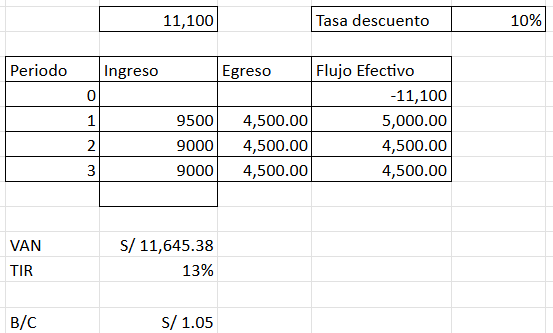 11,100 Tasa descuento 10%
Periodo Ingreso Egreso Flujo Efectivo
0 -11,100
1 9500 4,500.00 5,000.00
2 9000 4,500.00 4,500.00
3 9000 4,500.00 4,500.00
VAN S/ 11,645.38
TIR 13%
B/C S/ 1.05